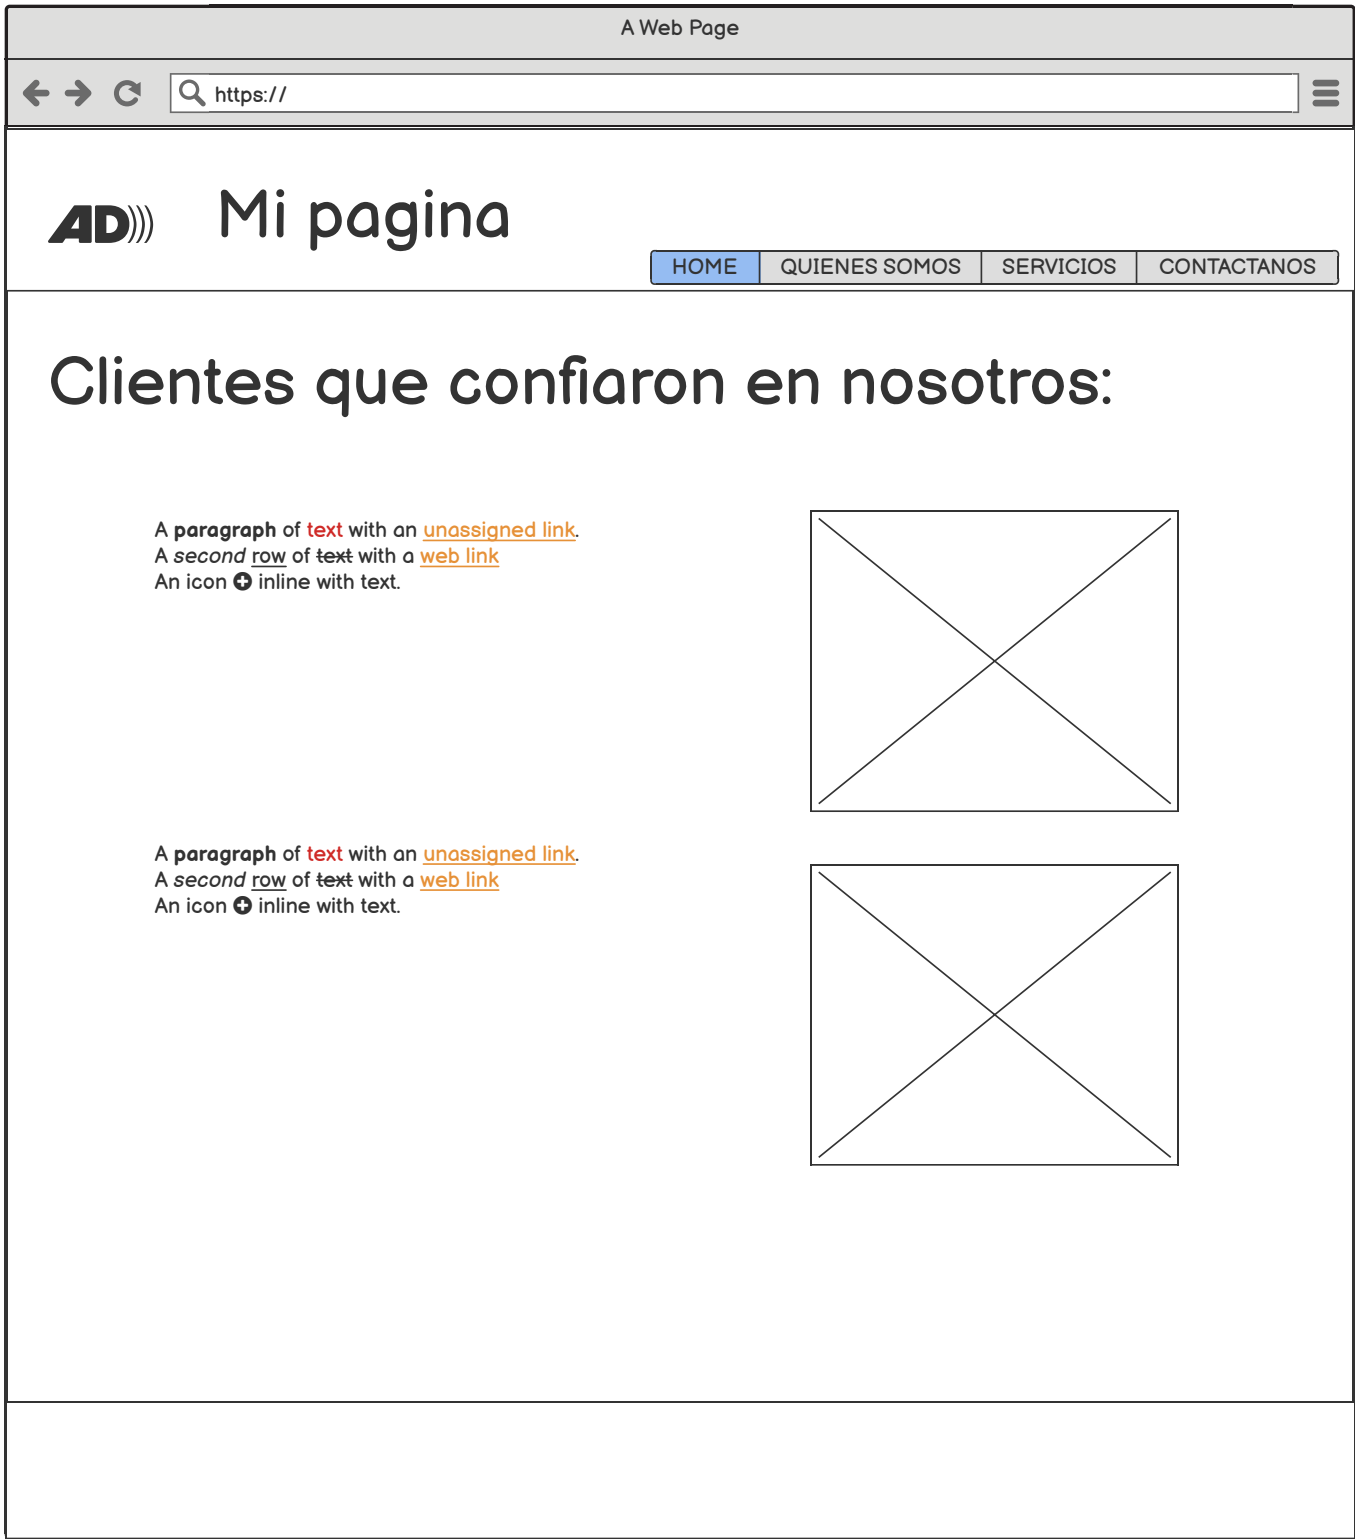 A Web Page
https://
AD
Mi pagina
HOME QUIENES SOMOS SERVICIOS CONTACTANOS
Clientes que confiaron en nosotros:
A paragraph of text with an unassigned link.
A second row of text with a web link
An icon inline with text.
A paragraph of text with an unassigned link.
A second row of text with a web link
An icon inline with text.